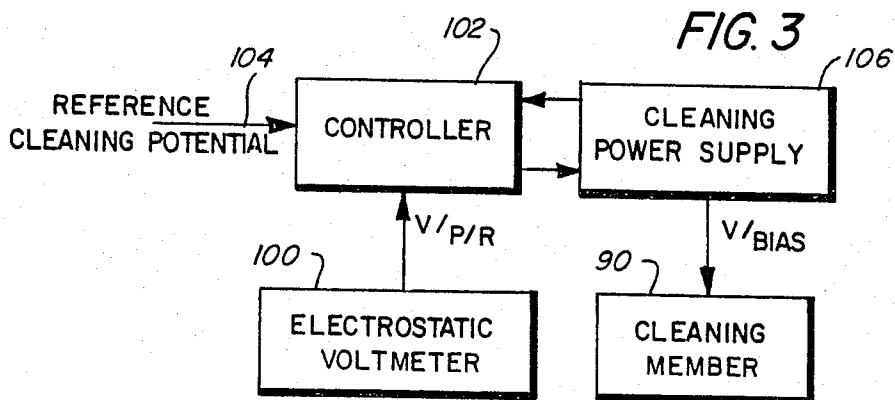 FIG. 3
102
106
104
REFERENCE
CLEANING POTENTIAL
CONTROLLER
CLEANING
POWER SUPPLY
V/P/R
V/BIAS
100
90
ELECTROSTATIC
VOLTMETER
CLEANING
MEMBER